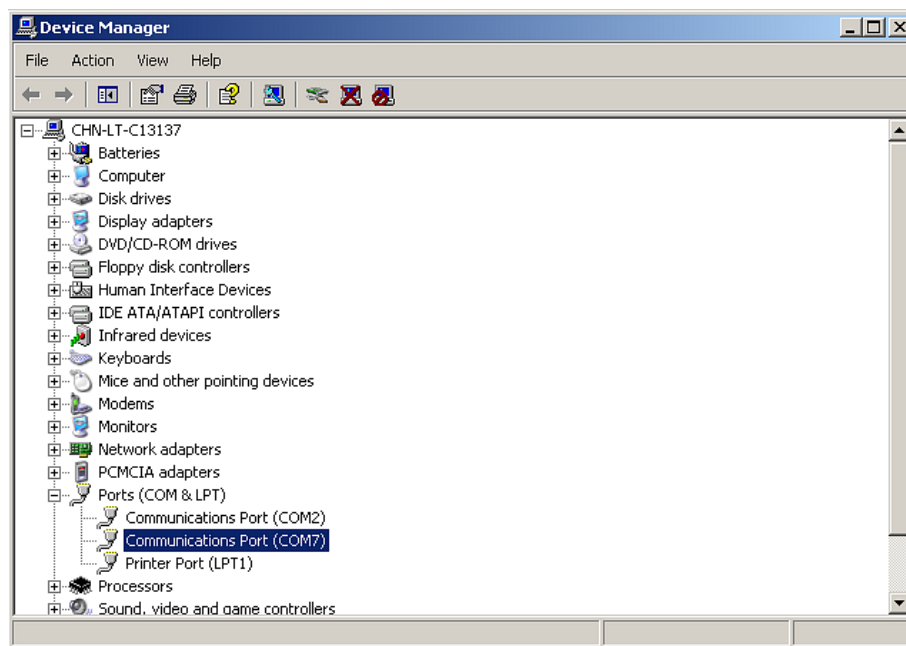 Device Manager
File Action View Help
CHN-LT-C13137
Batteries
Computer
Disk drives
Display adapters
DVD/CD-ROM drives
Floppy disk controllers
Human Interface Devices
IDE ATA/ATAPI controllers
Infrared devices
Keyboards
Mice and other pointing devices
Modems
Monitors
Network adapters
PCMCIA adapters
Ports (COM & LPT)
Communications Port (COM2)
Communications Port (COM7)
Printer Port (LPT1)
Processors
Sound, video and game controllers